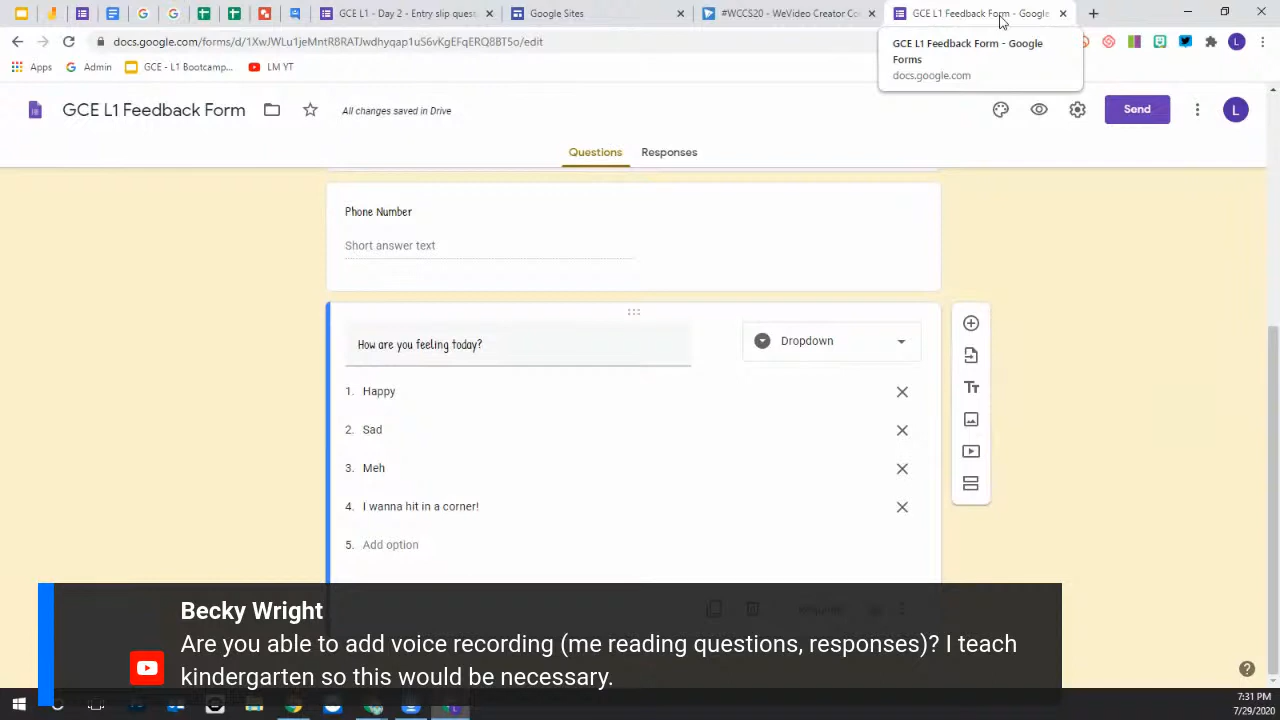 GCE L1 - Day 2 - Entry slip quest
Google Sites
#WCCS20 - WeVideo Creator Co
GCE L1 Feedback Form - Google
docs.google.com/forms/d/1XwJWLu1jeMntR8RATJwdhyqap1uS6vKgEFqERQ8BT5o/edit
GCE L1 Feedback Form - Google
Forms
docs.google.com
Apps
Admin
GCE - L1 Bootcamp...
LM YT
GCE L1 Feedback Form
All changes saved in Drive
Send
L
Questions
Responses
Phone Number
Short answer text
How are you feeling today?
Dropdown
1. Happy
2. Sad
3. Meh
4. I wanna hit in a corner!
5. Add option
Required
Becky Wright
Are you able to add voice recording (me reading questions, responses)? I teach
kindergarten so this would be necessary.
7:31 PM
7/29/2020